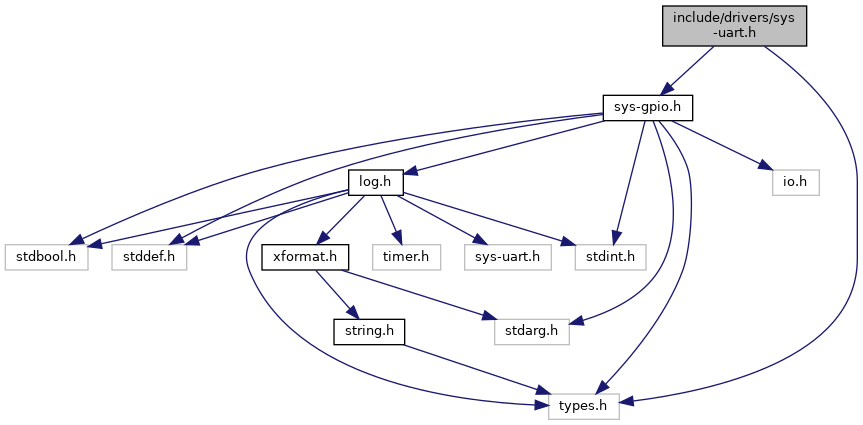 include/drivers/sys
-uart.h
sys-gpio.h
log.h
io.h
stdbool.h
stddef.h
xformat.h
timer.h
sys-uart.h
stdint.h
string.h
stdarg.h
types.h